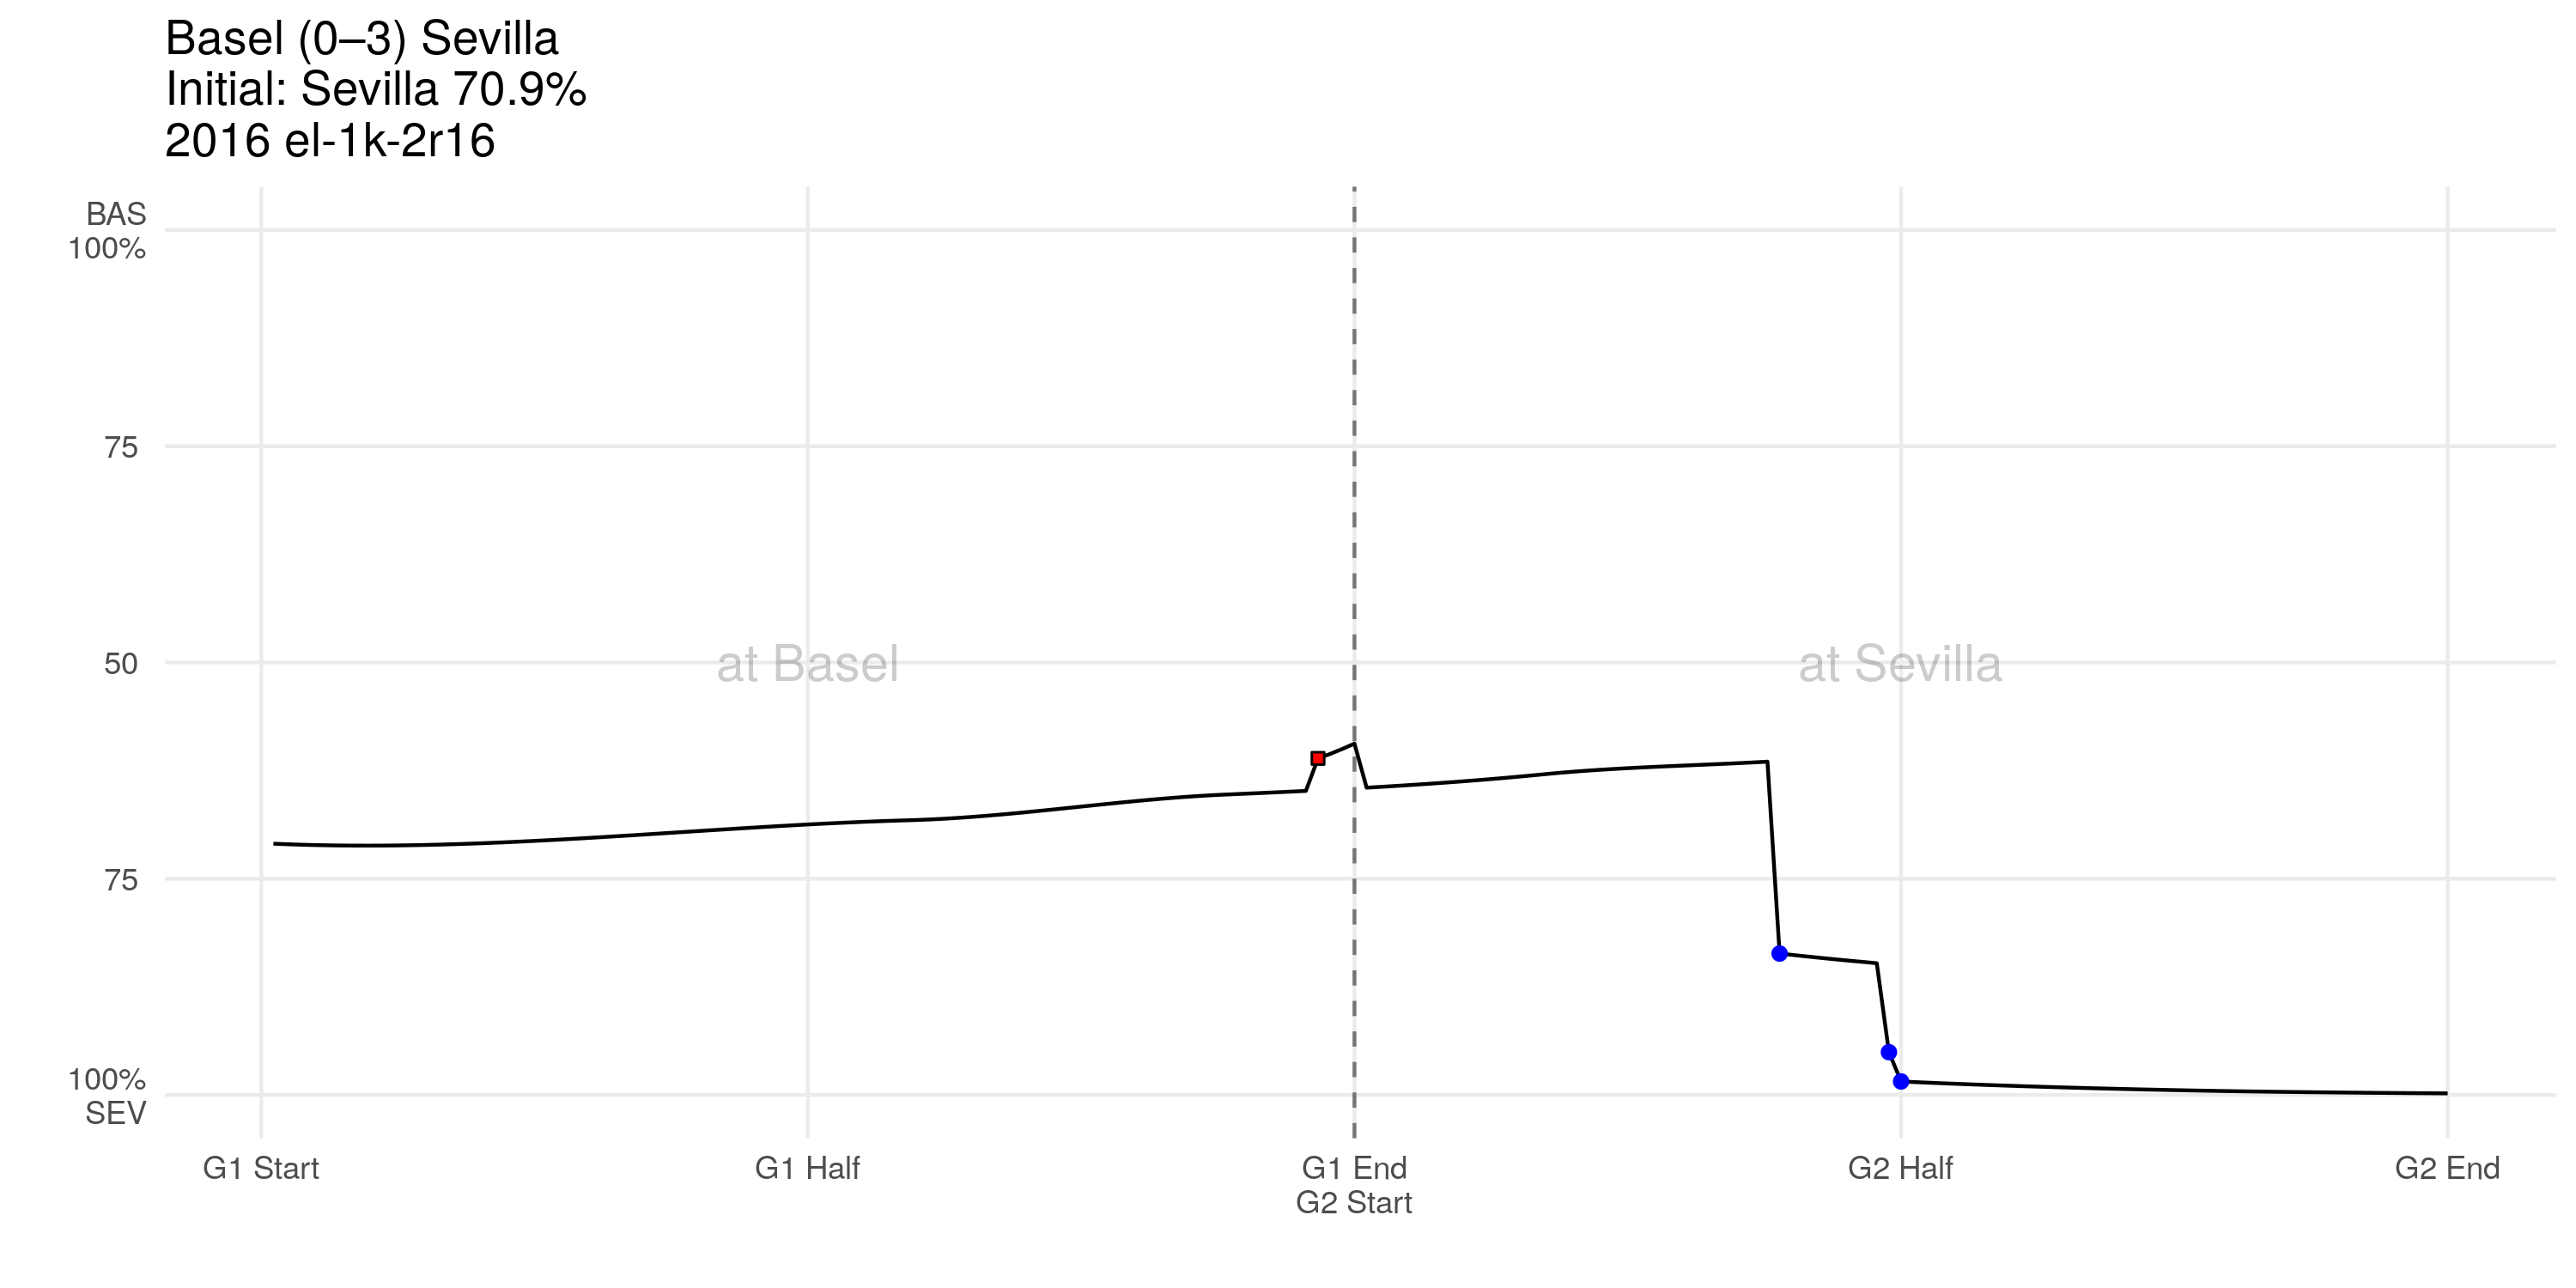 Basel (0–3) Sevilla
Initial: Sevilla 70.9%
2016 el-1k-2r16
BAS
100%
75
50
75
100%
SEV
at Basel
at Sevilla
G1 Start
G1 Half
G1 End
G2 Start
G2 Half
G2 End